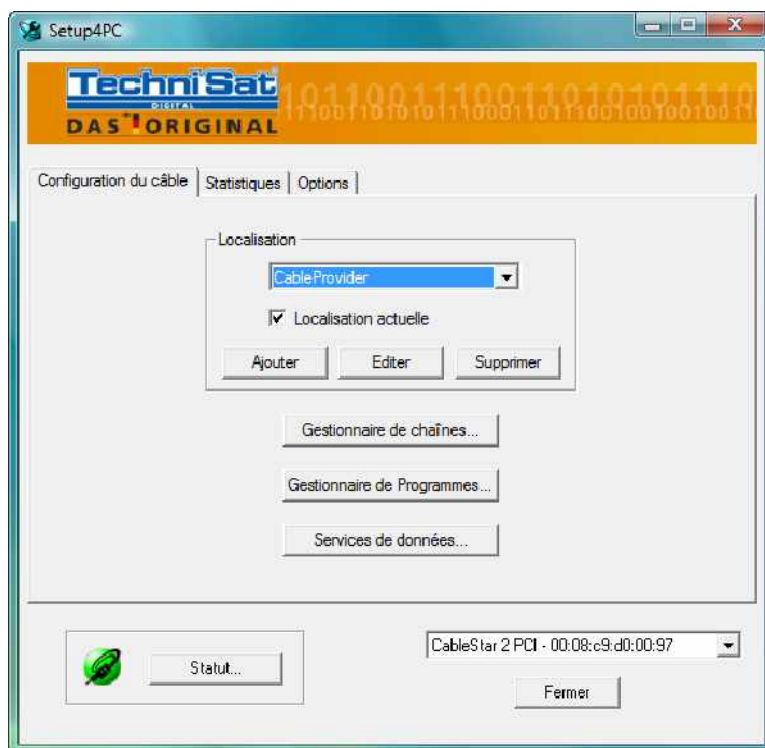 Setup4PC
TechniSat
DIGITAL
DAS ORIGINAL
Configuration du câble
Statistiques
Options
Localisation
CableProvider
Localisation actuelle
Ajouter
Editer
Supprimer
Gestionnaire de chaînes...
Gestionnaire de Programmes...
Services de données...
CableStar 2 PCI - 00:08:c9:d0:00:97
Statut...
Fermer